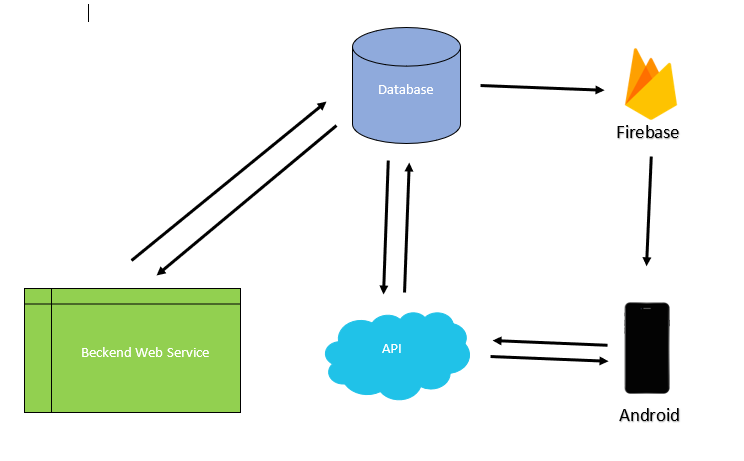 Database
Firebase
Beckend Web Service
API
Android